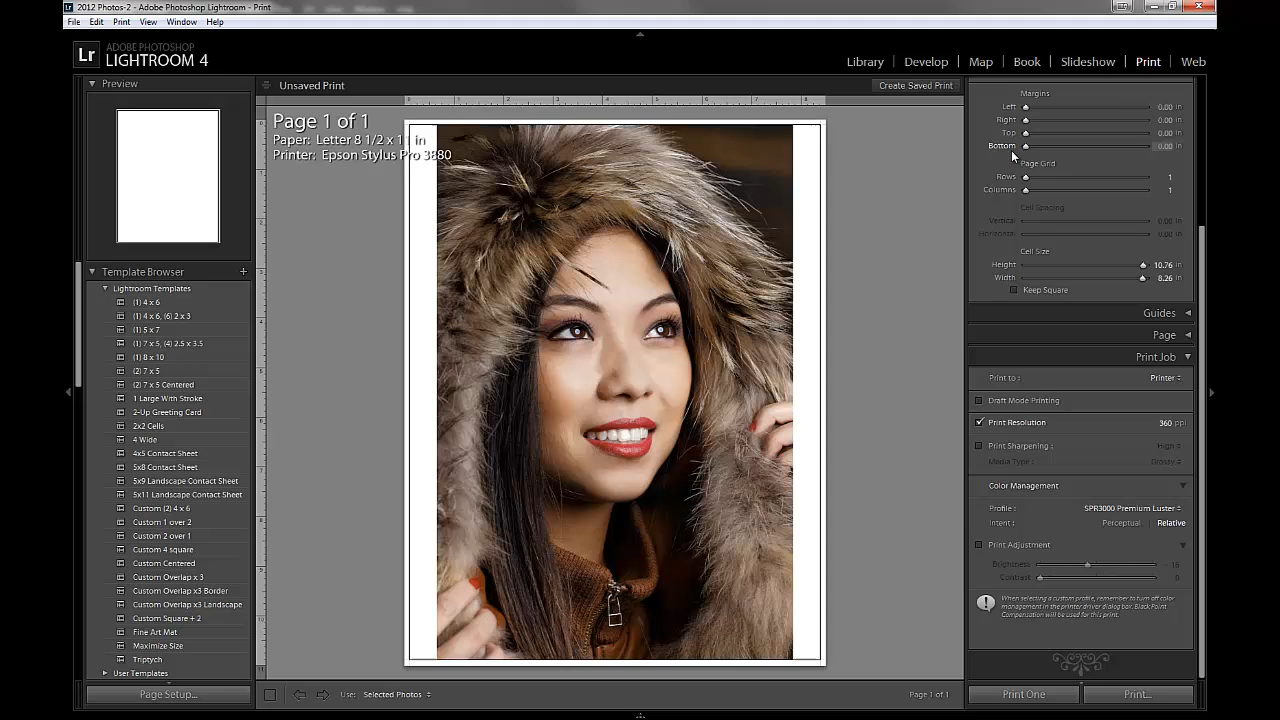 2012 Photos-2 - Adobe Photoshop Lightroom - Print
File Edit Print View Window Help
Lr ADOBE PHOTOSHOP
LIGHTROOM 4
Library | Develop | Map | Book | Slideshow | Print | Web
Preview
Template Browser +
Lightroom Templates
(1) 4 x 6
(1) 4 x 6, (6) 2 x 3
(1) 5 x 7
(1) 7 x 5, (4) 2.5 x 3.5
(1) 8 x 10
(2) 7 x 5
(2) 7 x 5 Centered
1 Large With Stroke
2-Up Greeting Card
2x2 Cells
4 Wide
4x5 Contact Sheet
5x8 Contact Sheet
5x9 Landscape Contact Sheet
5x11 Landscape Contact Sheet
Custom (2) 4 x 6
Custom 1 over 2
Custom 2 over 1
Custom 4 square
Custom Centered
Custom Overlap x 3
Custom Overlap x3 Border
Custom Overlap x3 Landscape
Custom Square + 2
Fine Art Mat
Maximize Size
Triptych
User Templates
Page Setup...
Unsaved Print
Create Saved Print
0 1 2 3 4 5 6 7 8
Page 1 of 1
Paper: Letter 8 1/2 x 11 in
Printer: Epson Stylus Pro 3880
Use: Selected Photos
Page 1 of 1
Margins
Left 0.00 in
Right 0.00 in
Top 0.00 in
Bottom 0.00 in
Page Grid
Rows 1
Columns 1
Cell Spacing
Vertical 0.00 in
Horizontal 0.00 in
Cell Size
Height 10.76 in
Width 8.26 in
Keep Square
Guides
Page
Print Job
Print to : Printer
Draft Mode Printing
Print Resolution 360 ppi
Print Sharpening : High
Media Type : Glossy
Color Management
Profile : SPR3000 Premium Luster
Intent : Perceptual Relative
Print Adjustment
Brightness 16
Contrast 0
When selecting a custom profile, remember to turn off color
management in the printer driver dialog box. Black Point
Compensation will be used for this print.
Print One
Print...